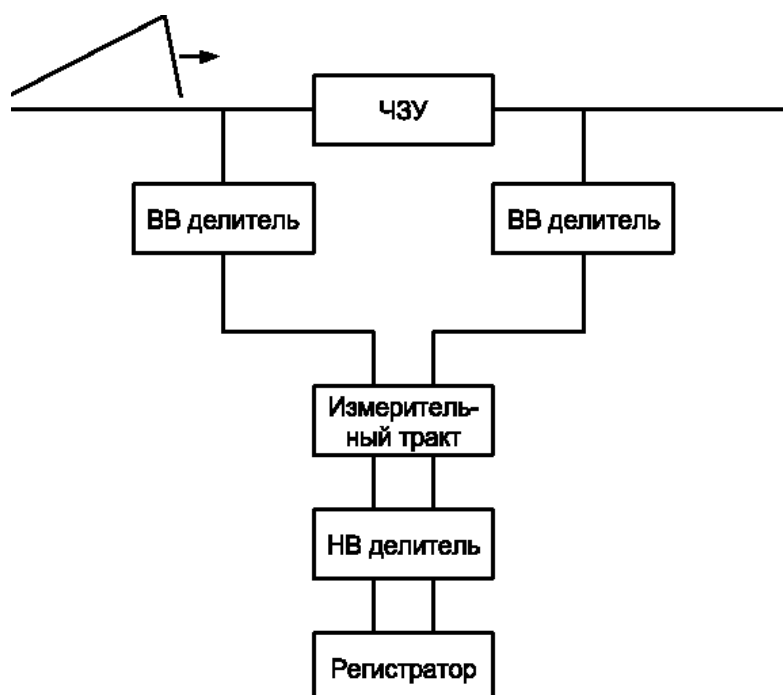 ЧЗУ
ВВ делитель
ВВ делитель
Измеритель-
ный тракт
НВ делитель
Регистратор